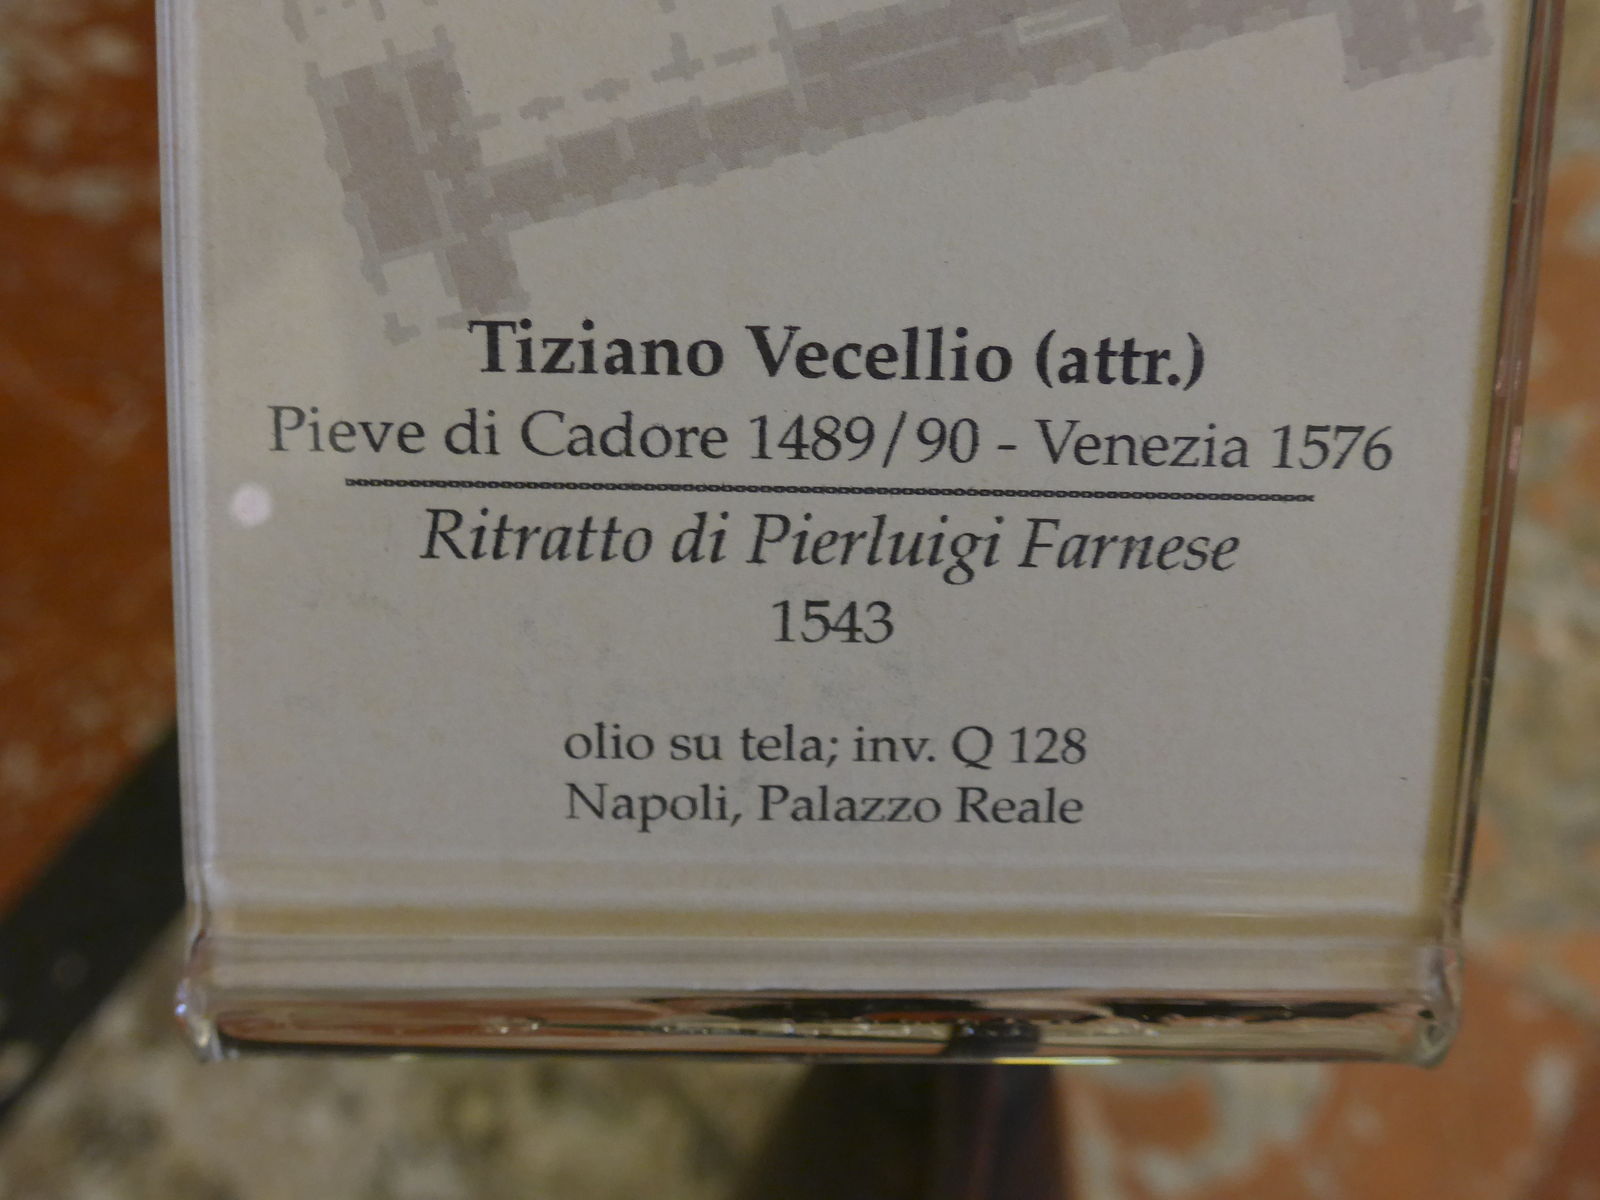 Tiziano Vecellio (attr.)
Pieve di Cadore 1489/90 - Venezia 1576
Ritratto di Pierluigi Farnese
1543
olio su tela; inv. Q 128
Napoli, Palazzo Reale